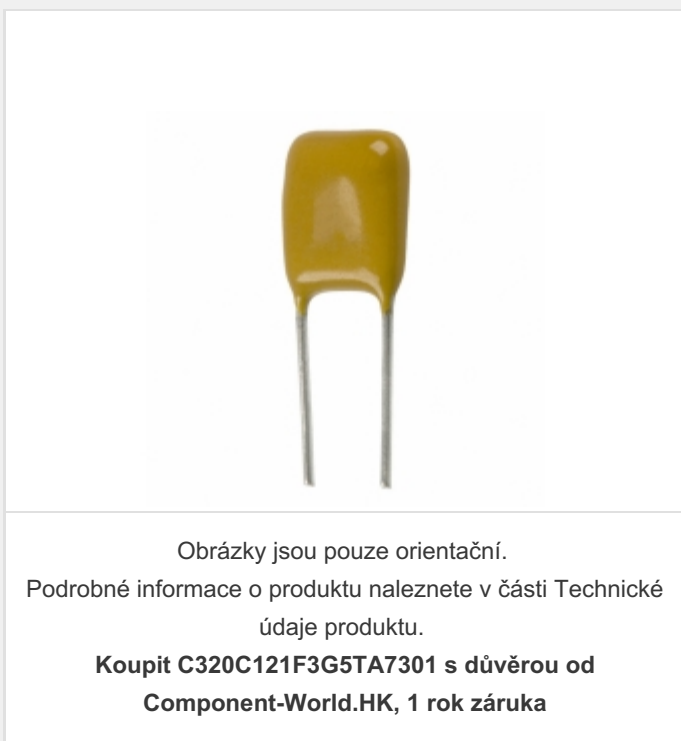 Obrázky jsou pouze orientační.
Podrobné informace o produktu naleznete v části Technické
údaje produktu.
Koupit C320C121F3G5TA7301 s důvěrou od
Component-World.HK, 1 rok záruka